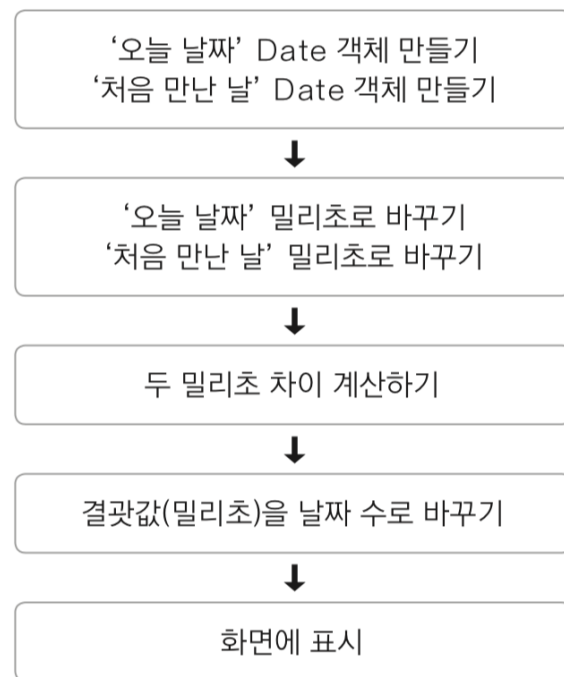 ‘오늘 날짜’ Date 객체 만들기
‘처음 만난 날’ Date 객체 만들기
‘오늘 날짜’ 밀리초로 바꾸기
‘처음 만난 날’ 밀리초로 바꾸기
두 밀리초 차이 계산하기
결괏값(밀리초)을 날짜 수로 바꾸기
화면에 표시